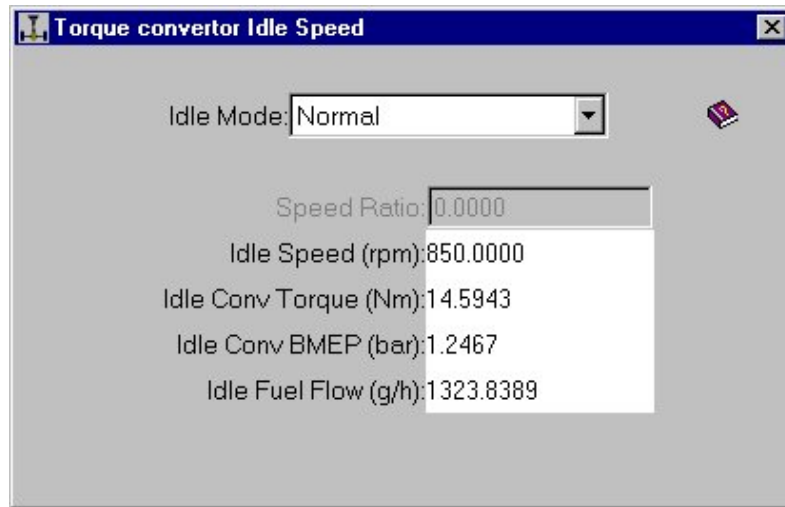 Torque convertor Idle Speed
Idle Mode: Normal
Speed Ratio: 0.0000
Idle Speed (rpm): 850.0000
Idle Conv Torque (Nm): 14.5943
Idle Conv BMEP (bar): 1.2467
Idle Fuel Flow (g/h): 1323.8389